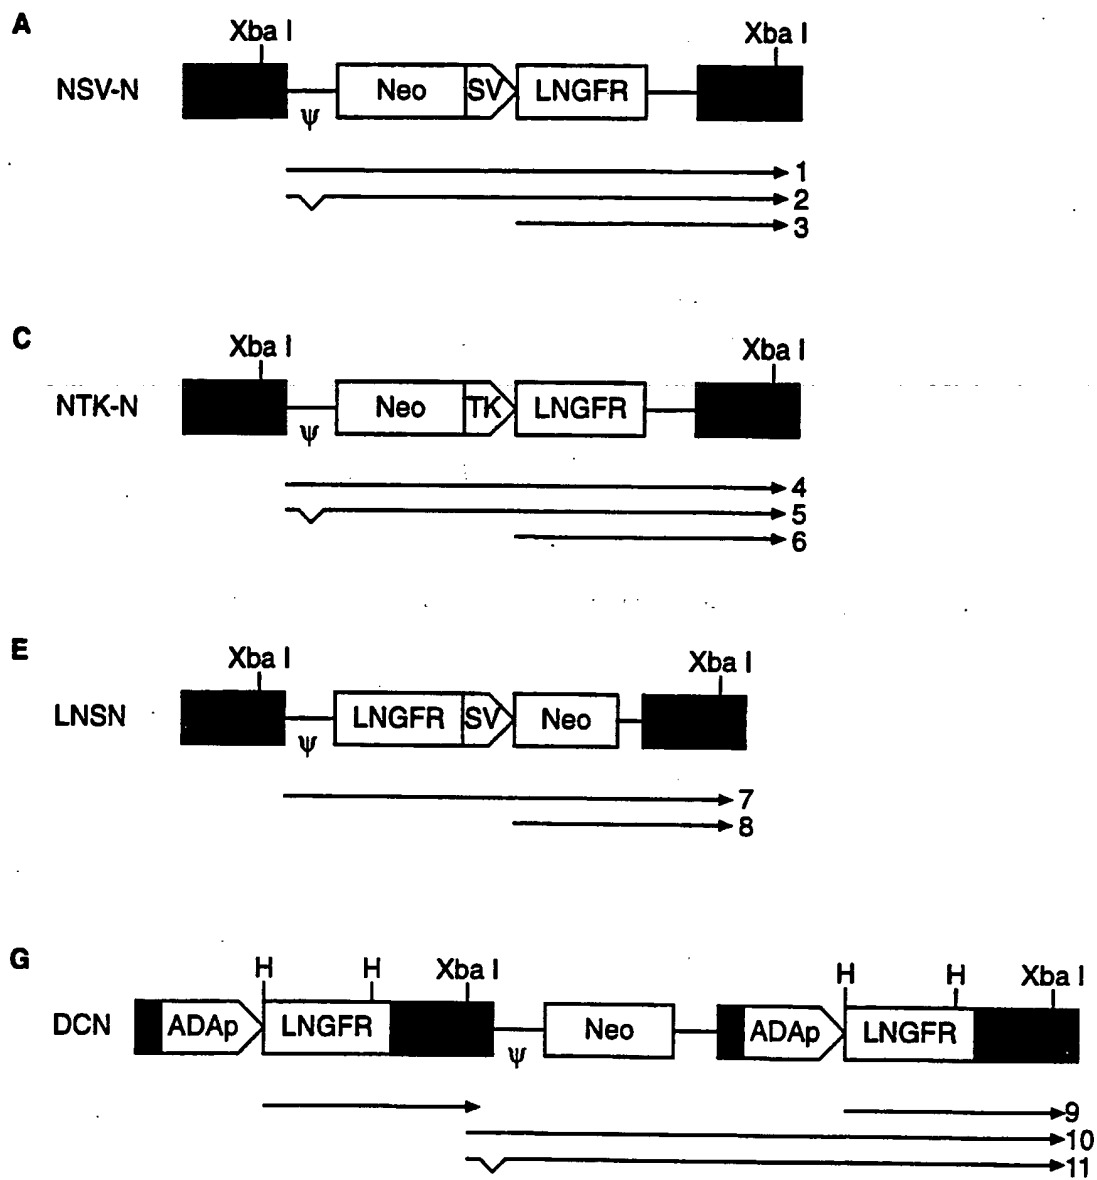 A
Xba I Xba I
NSV-N Neo SV LNGFR
ψ
1
2
3
C
Xba I Xba I
NTK-N Neo TK LNGFR
ψ
4
5
6
E
Xba I Xba I
LNSN LNGFR SV Neo
ψ
7
8
G
H H Xba I H H Xba I
DCN ADAp LNGFR Neo ADAp LNGFR
ψ
9
10
11